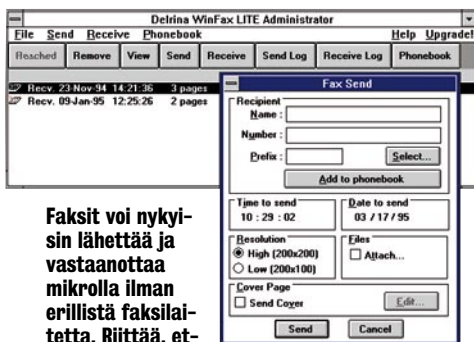 Delrina WinFax LITE Administrator
File Send Receive Phonebook Help Upgrade!
Resched Remove View Send Receive Send Log Receive Log Phonebook
Recv. 23-Nov-94 14:21:36 3 pages
Recv. 09-Jan-95 12:25:26 2 pages
Fax Send
Recipient
Name :
Number :
Prefix :
Select...
Add to phonebook
Time to send
10 : 29 : 02
Date to send
03 / 17 / 95
Resolution
High (200x200)
Low (200x100)
Files
Attach...
Cover Page
Send Cover
Edit...
Send Cancel
Faksit voi nykyi-
sin lähettää ja
vastaanottaa
mikrolla ilman
erillistä faksilai-
tetta. Riittää, et-